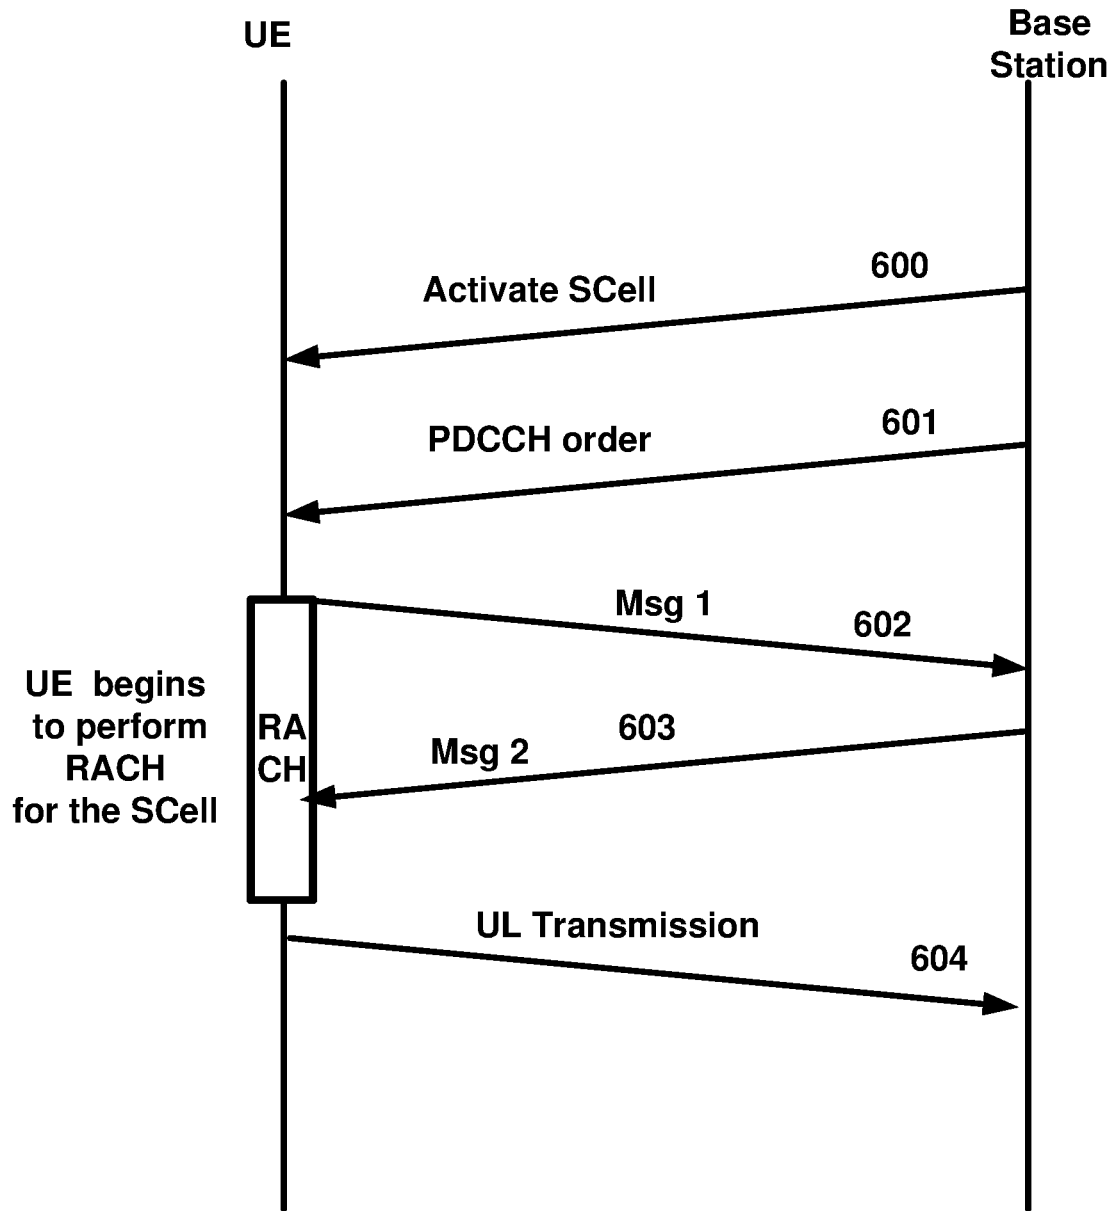 UE
Base
Station
600
Activate SCell
601
PDCCH order
Msg 1
602
UE begins
to perform
RACH
for the SCell
RA
CH
603
Msg 2
UL Transmission
604